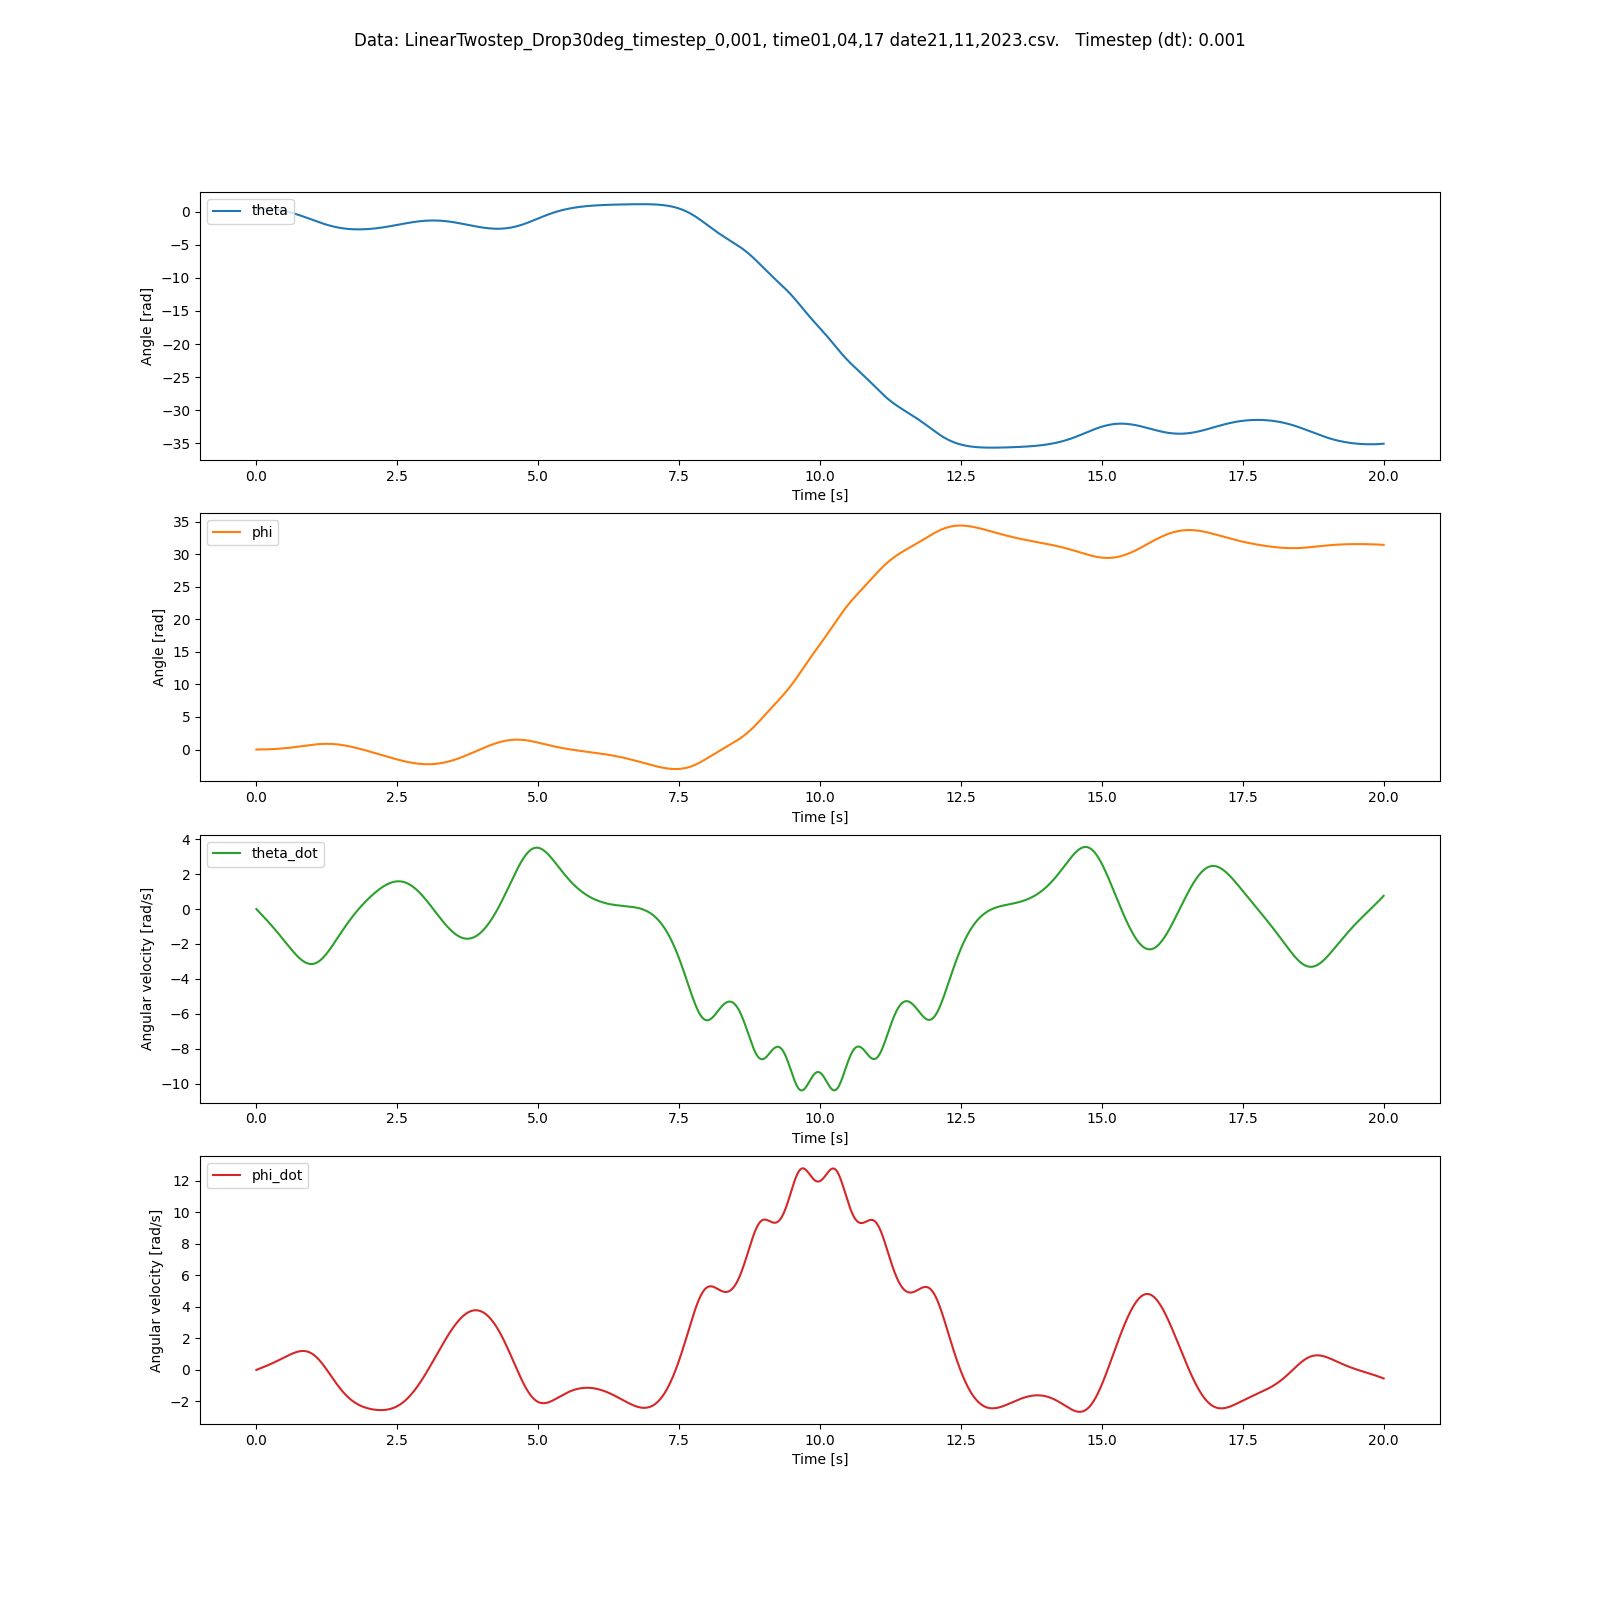 Data: LinearTwostep_Drop30deg_timestep_0,001, time01,04,17 date21,11,2023.csv.   Timestep (dt): 0.001
theta
Angle [rad]
0
−5
−10
−15
−20
−25
−30
−35
0.0 2.5 5.0 7.5 10.0 12.5 15.0 17.5 20.0
Time [s]
phi
Angle [rad]
35
30
25
20
15
10
5
0
0.0 2.5 5.0 7.5 10.0 12.5 15.0 17.5 20.0
Time [s]
theta_dot
Angular velocity [rad/s]
4
2
0
−2
−4
−6
−8
−10
0.0 2.5 5.0 7.5 10.0 12.5 15.0 17.5 20.0
Time [s]
phi_dot
Angular velocity [rad/s]
12
10
8
6
4
2
0
−2
0.0 2.5 5.0 7.5 10.0 12.5 15.0 17.5 20.0
Time [s]